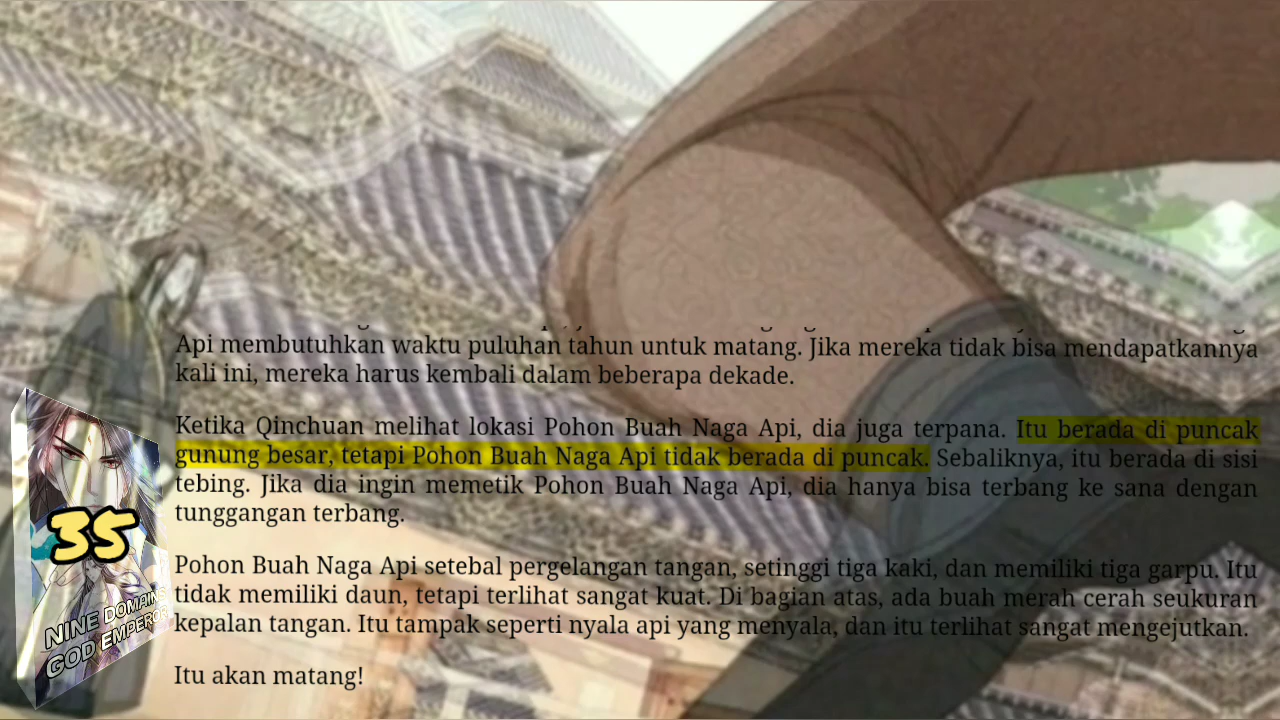 Api membutuhkan waktu puluhan tahun untuk matang. Jika mereka tidak bisa mendapatkannya
kali ini, mereka harus kembali dalam beberapa dekade.
Ketika Qinchuan melihat lokasi Pohon Buah Naga Api, dia juga terpana. Itu berada di puncak
gunung besar, tetapi Pohon Buah Naga Api tidak berada di puncak. Sebaliknya, itu berada di sisi
tebing. Jika dia ingin memetik Pohon Buah Naga Api, dia hanya bisa terbang ke sana dengan
tunggangan terbang.
Pohon Buah Naga Api setebal pergelangan tangan, setinggi tiga kaki, dan memiliki tiga garpu. Itu
tidak memiliki daun, tetapi terlihat sangat kuat. Di bagian atas, ada buah merah cerah seukuran
kepalan tangan. Itu tampak seperti nyala api yang menyala, dan itu terlihat sangat mengejutkan.
Itu akan matang!
35
NINE DOMAINS
GOD EMPEROR